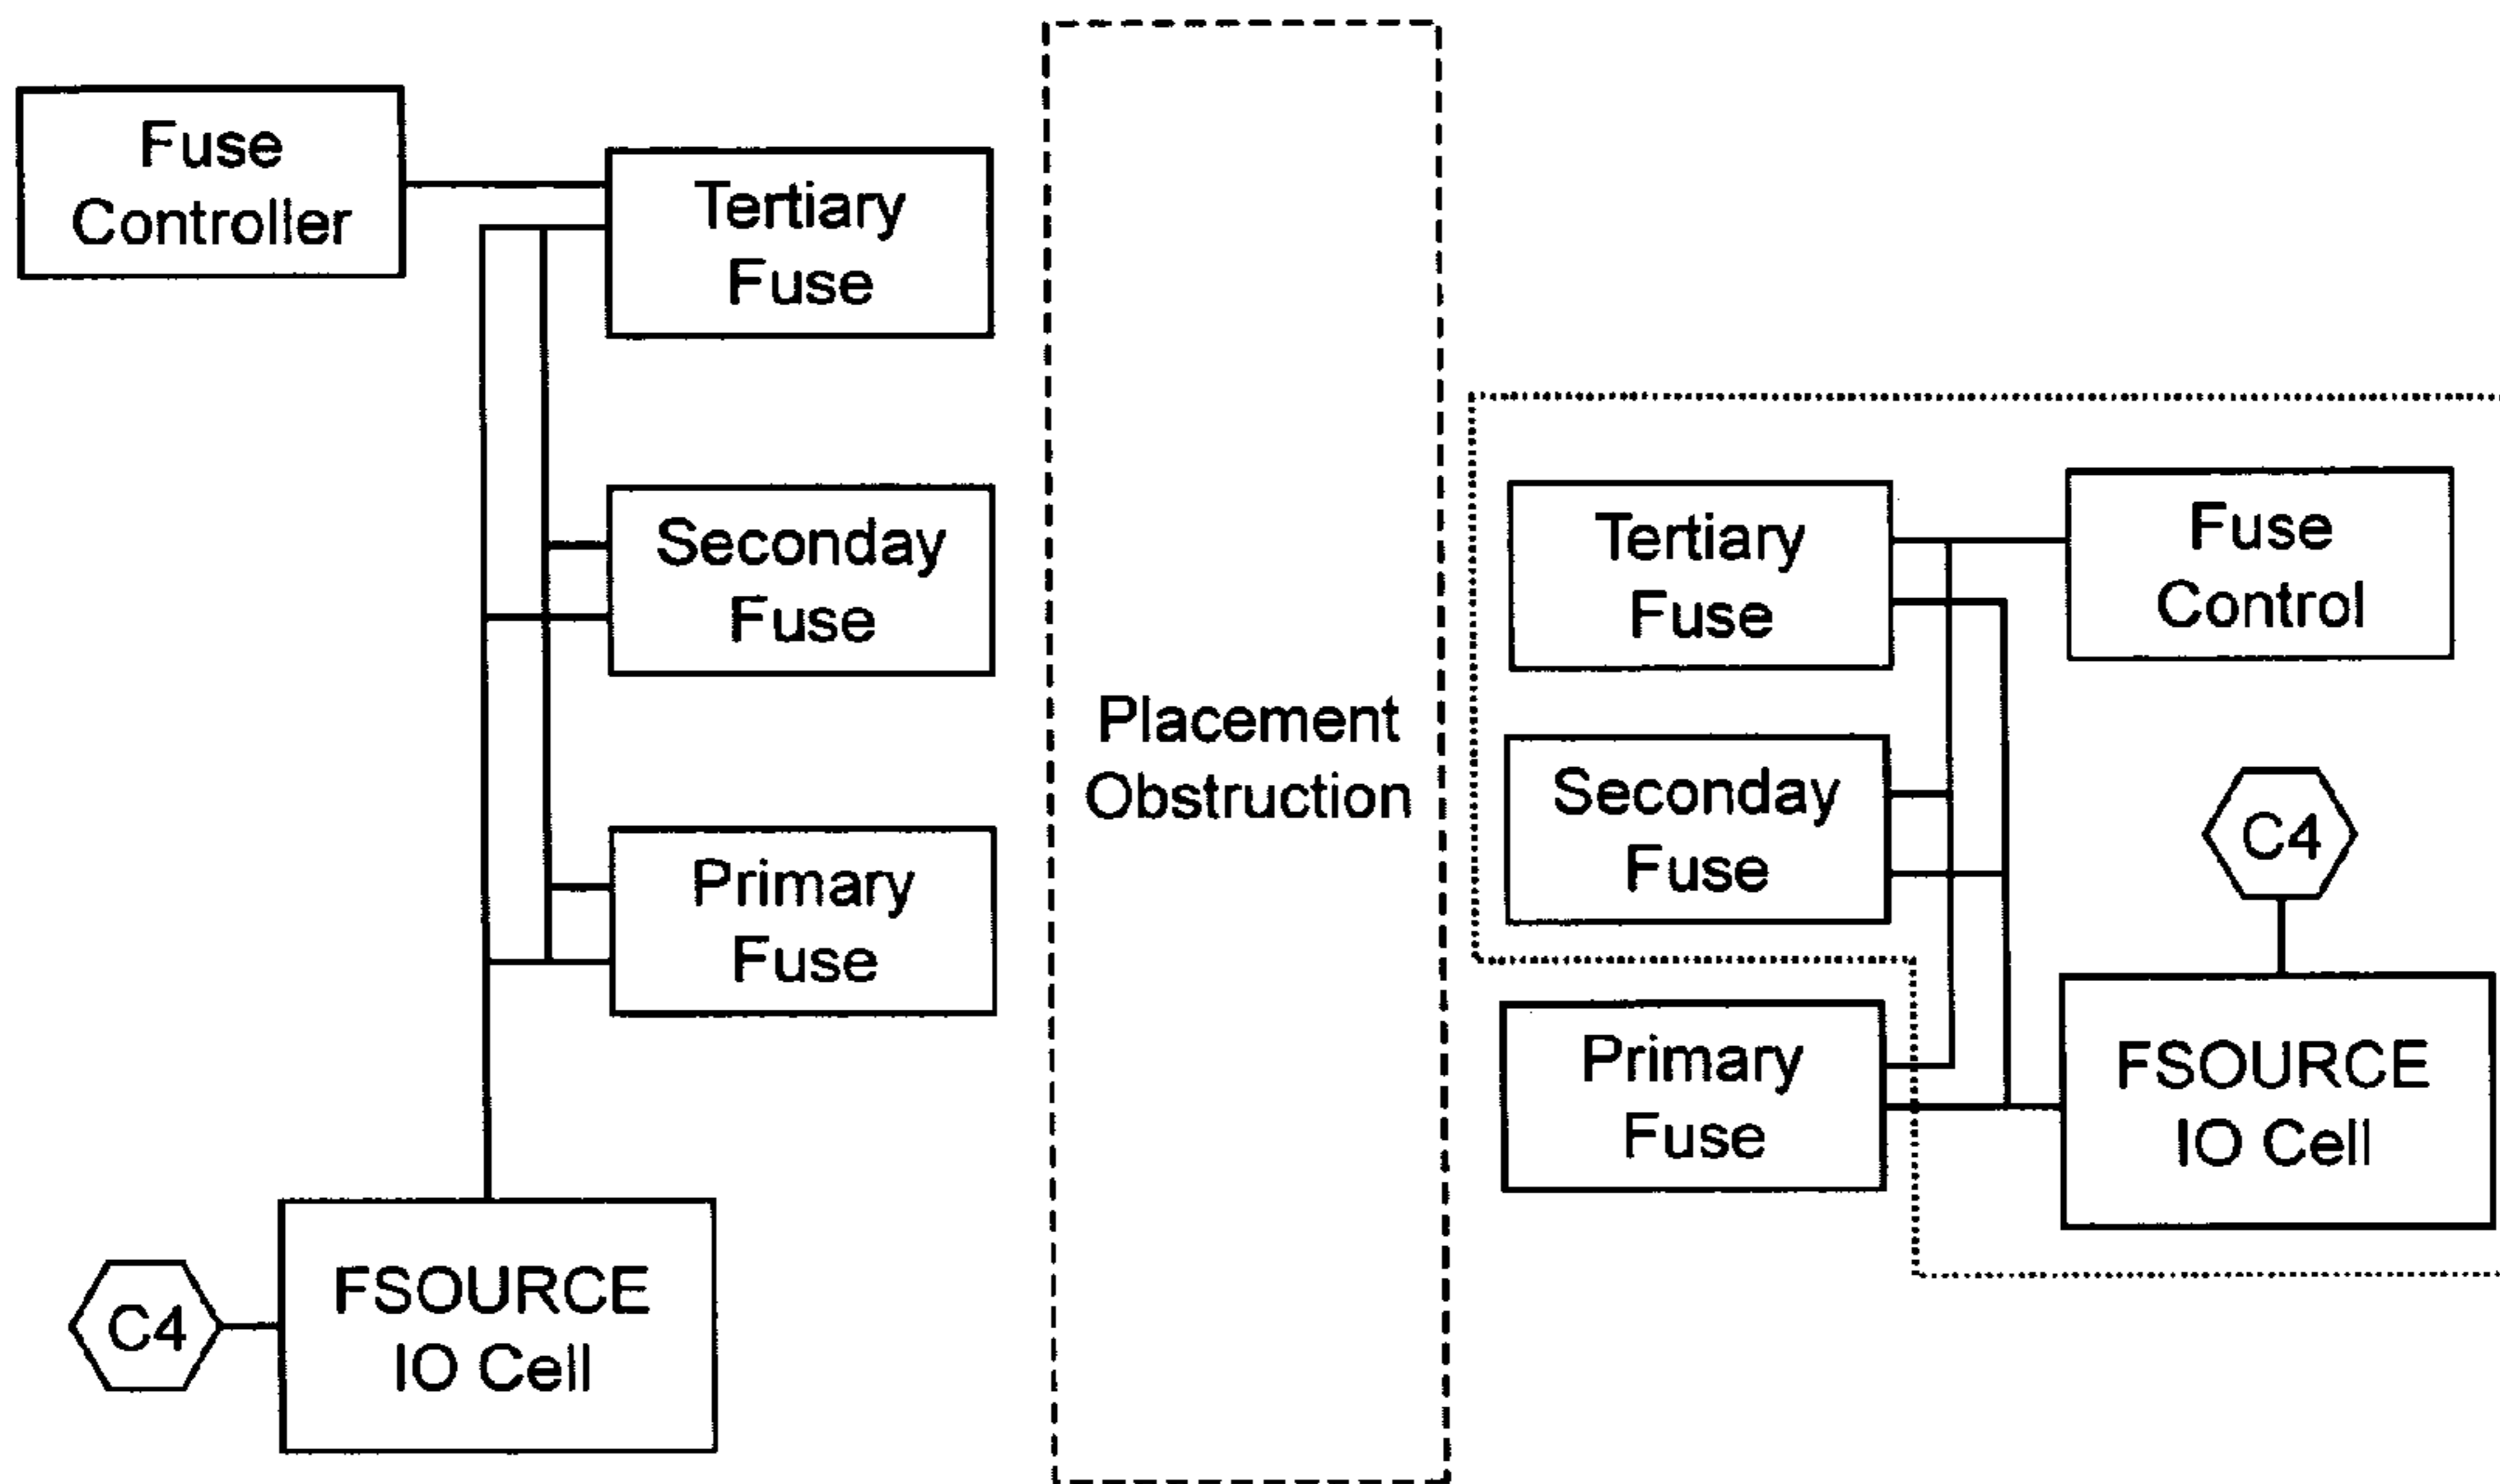 Fuse
Controller
Tertiary
Fuse
Seconday
Fuse
Primary
Fuse
FSOURCE
IO Cell
C4
Placement
Obstruction
Tertiary
Fuse
Fuse
Control
Seconday
Fuse
C4
Primary
Fuse
FSOURCE
IO Cell